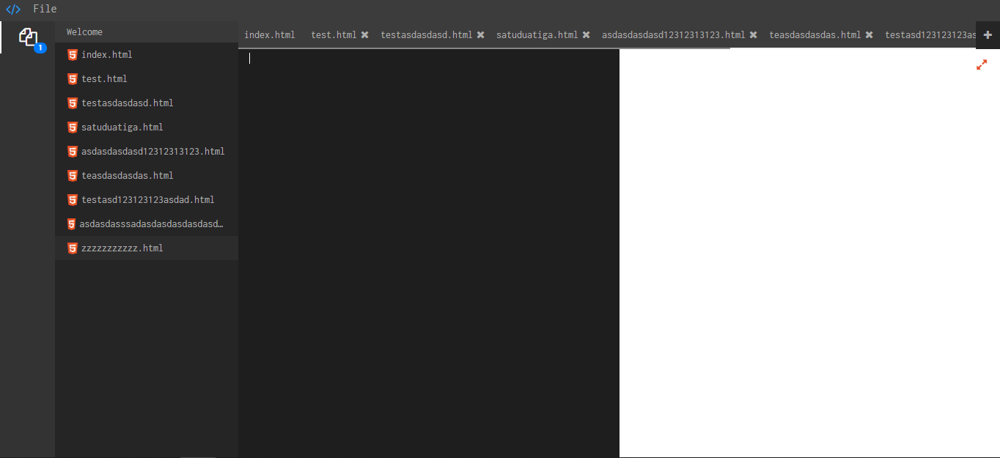 File
1
Welcome
index.html
test.html
testasdasdasd.html
satuduatiga.html
asdasdasdasd12312313123.html
teasdasdasdas.html
testasd123123123asdad.html
asdasdasssadasdasdasdasdasd…
zzzzzzzzzzz.html
index.html test.html ✖ testasdasdasd.html ✖ satuduatiga.html ✖ asdasdasdasd12312313123.html ✖ teasdasdasdas.html ✖ testasd123123123as +